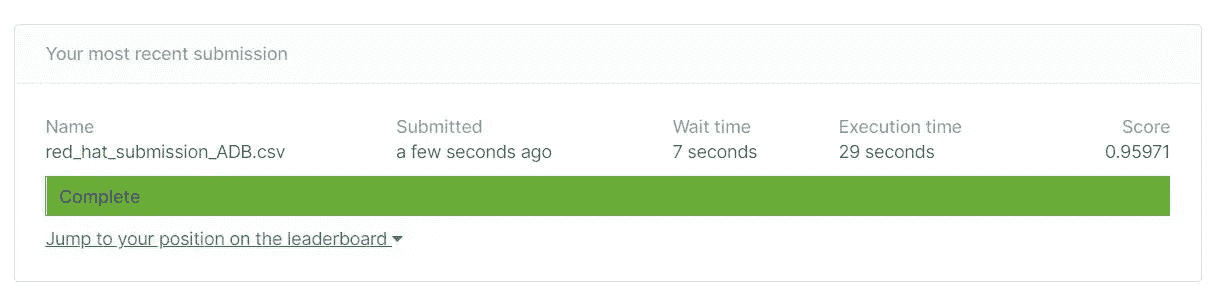 Your most recent submission
Name Submitted Wait time Execution time Score
red_hat_submission_ADB.csv a few seconds ago 7 seconds 29 seconds 0.95971
Complete
Jump to your position on the leaderboard